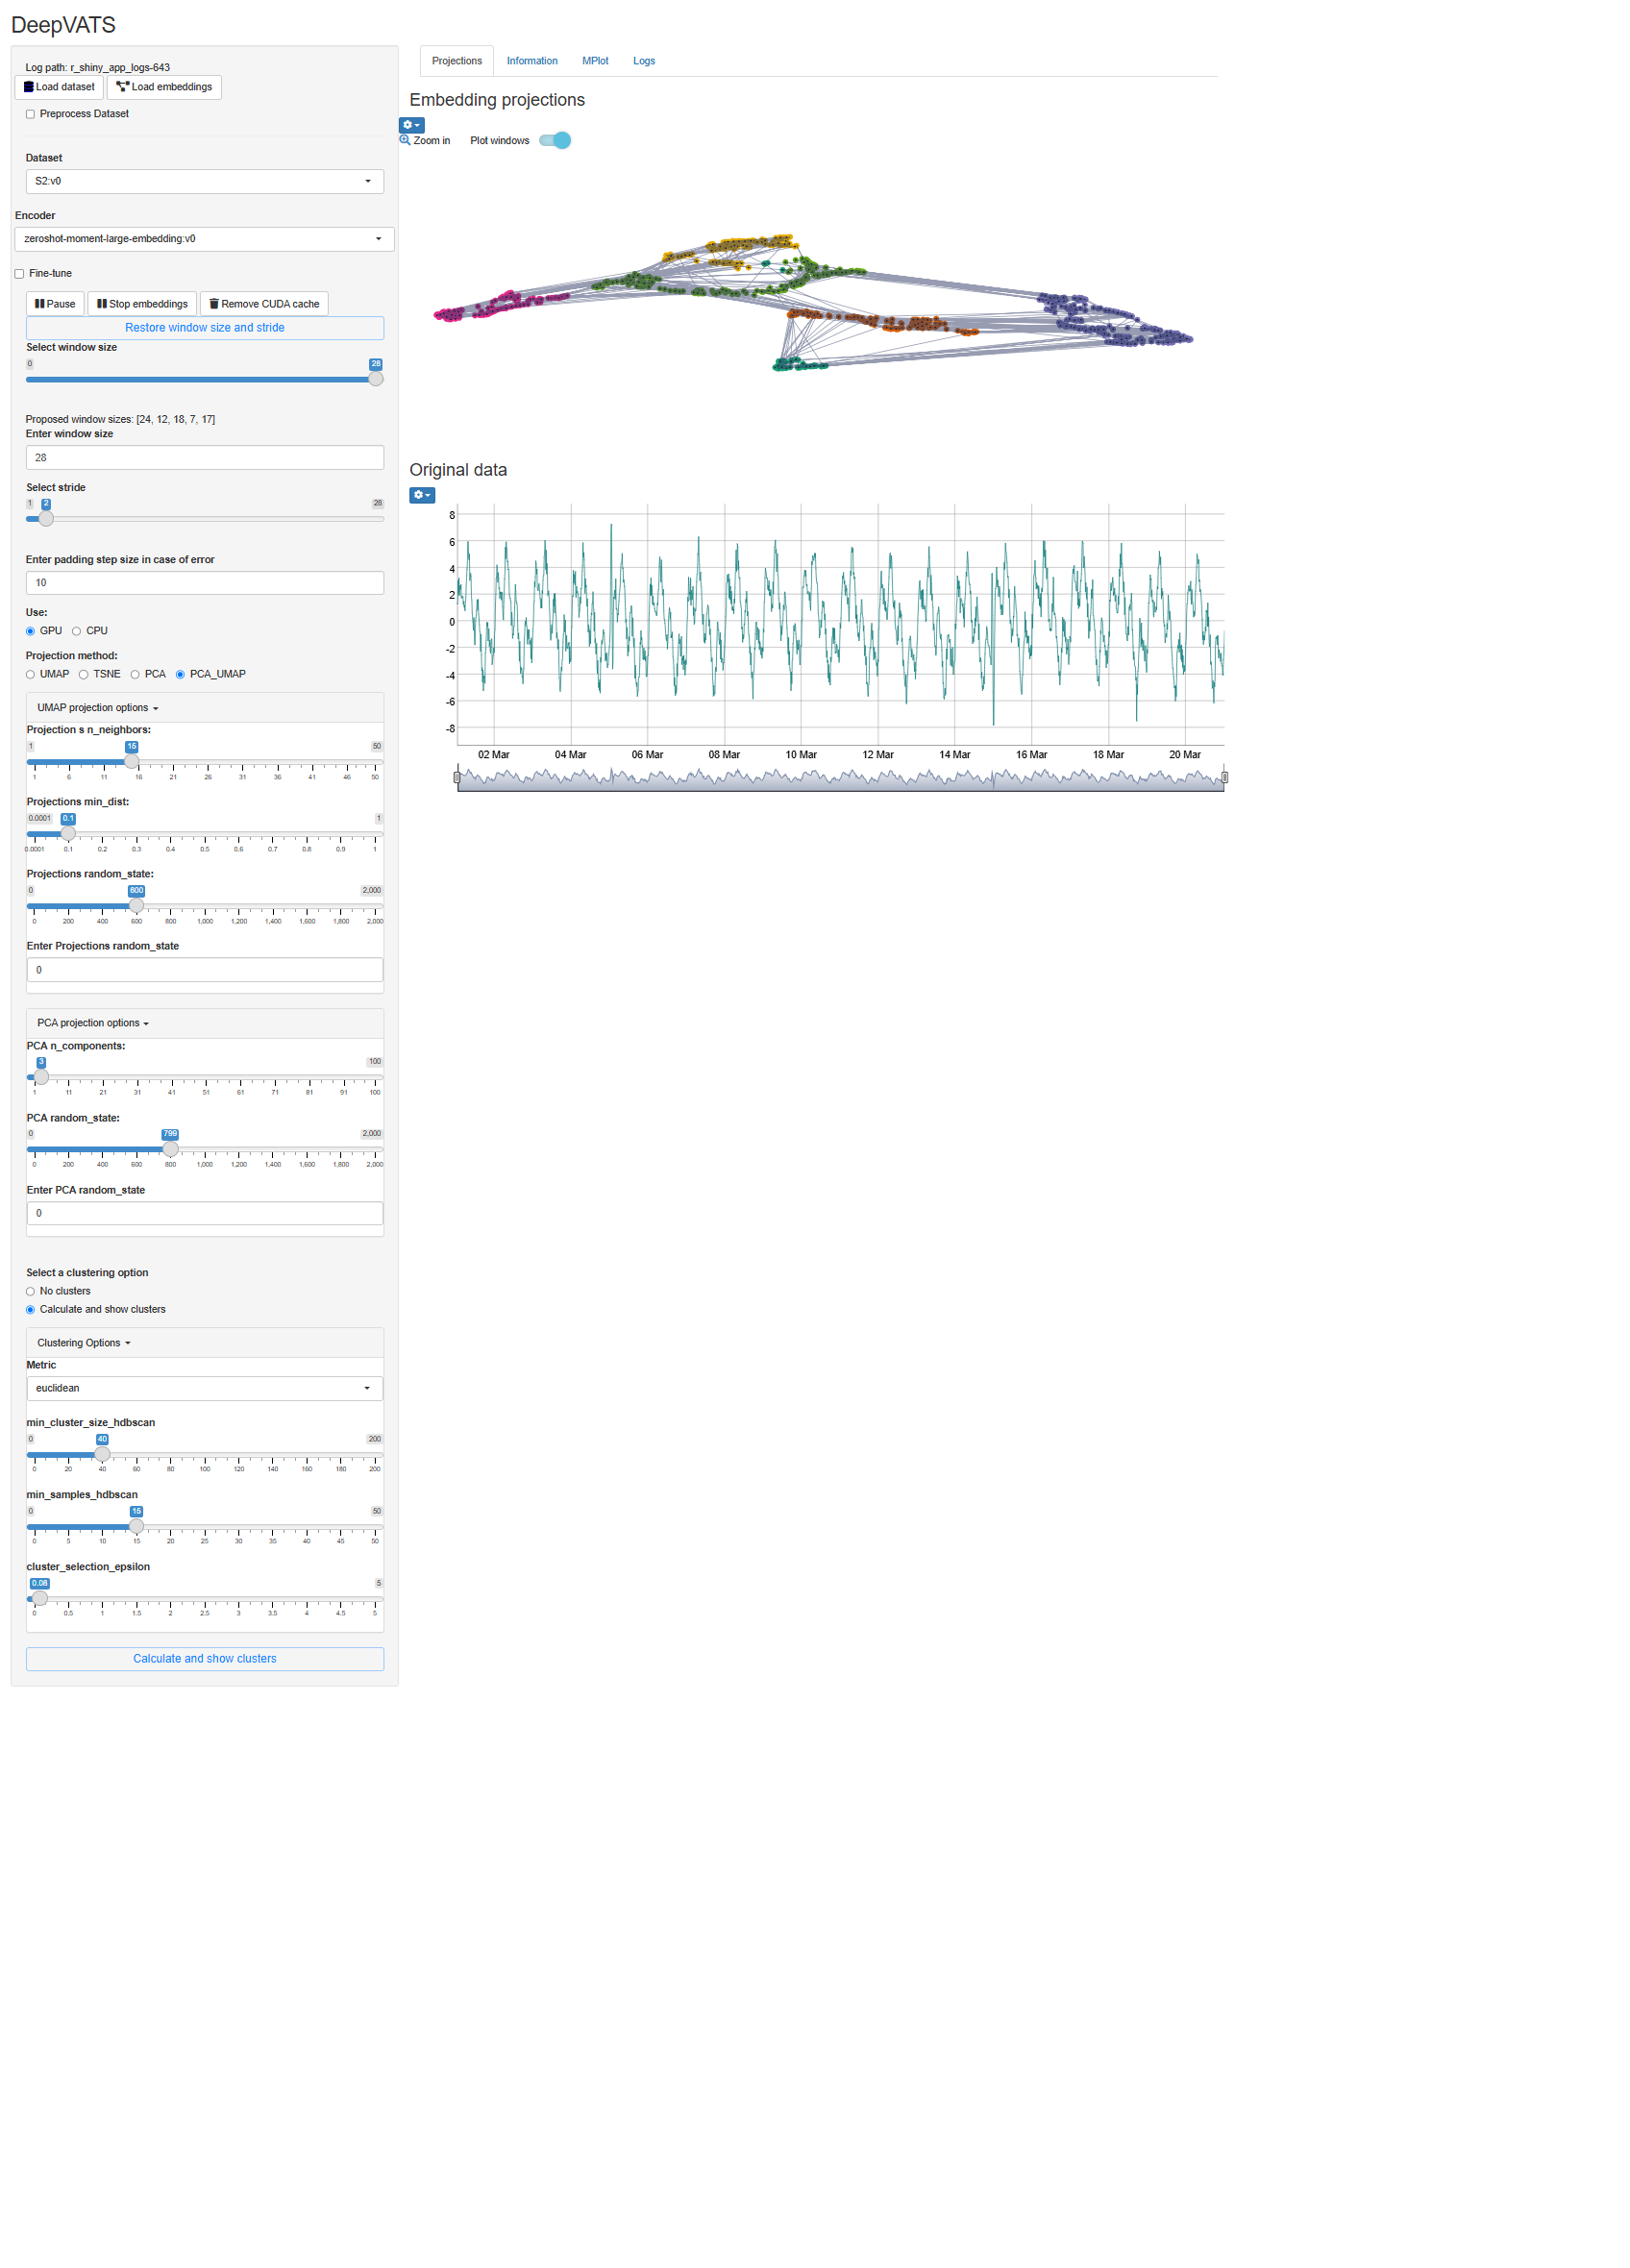 DeepVATS
Log path: r_shiny_app_logs-643
Load dataset Load embeddings
Preprocess Dataset
Dataset
S2:v0
Encoder
zeroshot-moment-large-embedding:v0
Fine-tune
Pause Stop embeddings Remove CUDA cache
Restore window size and stride
Select window size
0 28
Proposed window sizes: [24, 12, 18, 7, 17]
Enter window size
28
Select stride
1 2 28
Enter padding step size in case of error
10
Use:
GPU CPU
Projection method:
UMAP TSNE PCA PCA_UMAP
UMAP projection options
Projection s n_neighbors:
1 15 50
1 6 11 16 21 26 31 36 41 46 50
Projections min_dist:
0.0001 0.1 1
0.0001 0.1 0.2 0.3 0.4 0.5 0.6 0.7 0.8 0.9 1
Projections random_state:
0 600 2,000
0 200 400 600 800 1,000 1,200 1,400 1,600 1,800 2,000
Enter Projections random_state
0
PCA projection options
PCA n_components:
3 100
1 11 21 31 41 51 61 71 81 91 100
PCA random_state:
0 799 2,000
0 200 400 600 800 1,000 1,200 1,400 1,600 1,800 2,000
Enter PCA random_state
0
Select a clustering option
No clusters
Calculate and show clusters
Clustering Options
Metric
euclidean
min_cluster_size_hdbscan
0 40 200
0 20 40 60 80 100 120 140 160 180 200
min_samples_hdbscan
0 15 50
0 5 10 15 20 25 30 35 40 45 50
cluster_selection_epsilon
0.08 5
0 0.5 1 1.5 2 2.5 3 3.5 4 4.5 5
Calculate and show clusters
Projections Information MPlot Logs
Embedding projections
Zoom in Plot windows
Original data
8
6
4
2
0
-2
-4
-6
-8
02 Mar 04 Mar 06 Mar 08 Mar 10 Mar 12 Mar 14 Mar 16 Mar 18 Mar 20 Mar